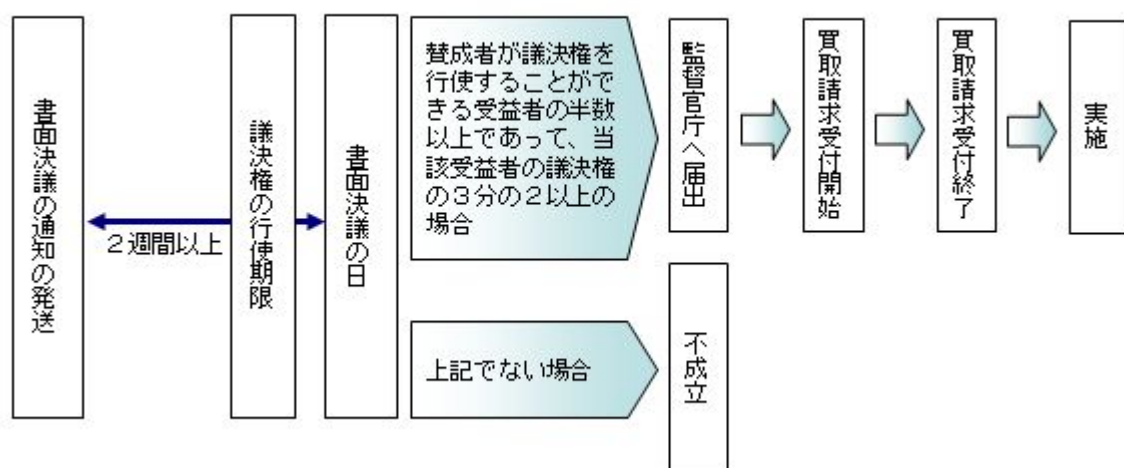 書面決議の通知の発送
２週間以上
議決権の行使期限
書面決議の日
賛成者が議決権を
行使することがで
きる受益者の半数
以上であって、当
該受益者の議決権
の３分の２以上の
場合
監督官庁へ届出
買取請求受付開始
買取請求受付終了
実施
上記でない場合
不成立